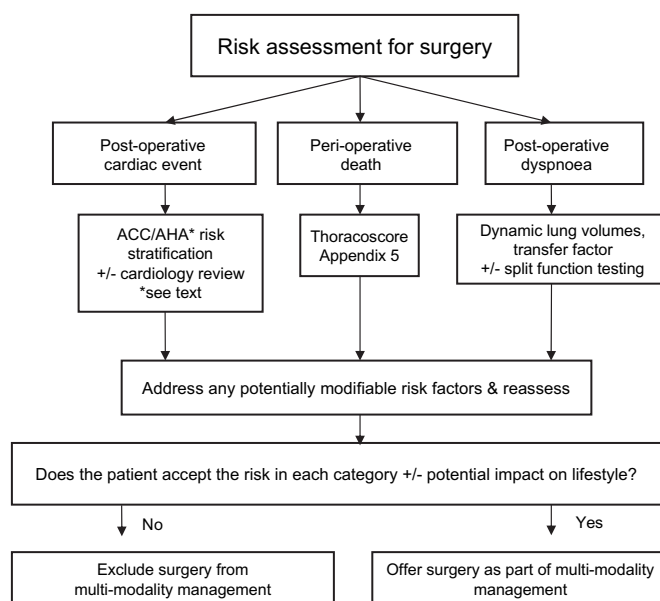 Risk assessment for surgery
Post-operative
cardiac event
Peri-operative
death
Post-operative
dyspnoea
ACC/AHA* risk
stratification
+/- cardiology review
*see text
Thoracoscore
Appendix 5
Dynamic lung volumes,
transfer factor
+/- split function testing
Address any potentially modifiable risk factors & reassess
Does the patient accept the risk in each category +/- potential impact on lifestyle?
No
Yes
Exclude surgery from
multi-modality management
Offer surgery as part of multi-modality
management